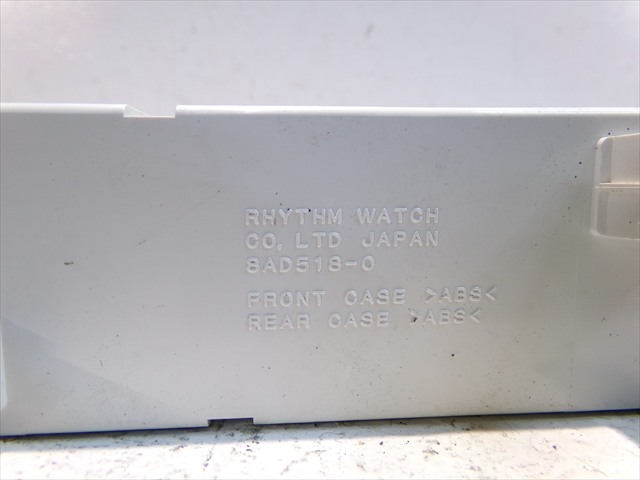 RHYTHM WATCH
CO, LTD JAPAN
8AD518-0
FRONT CASE >ABS<
REAR CASE >ABS<